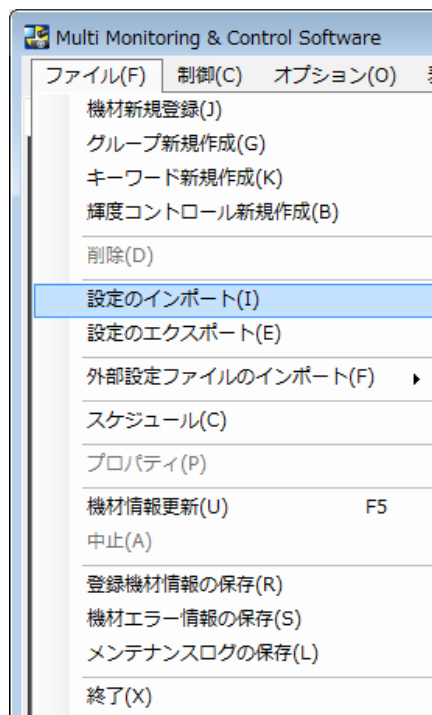 Multi Monitoring & Control Software
ファイル(F) 制御(C) オプション(O)
機材新規登録(J)
グループ新規作成(G)
キーワード新規作成(K)
輝度コントロール新規作成(B)
削除(D)
設定のインポート(I)
設定のエクスポート(E)
外部設定ファイルのインポート(F)
スケジュール(C)
プロパティ(P)
機材情報更新(U) F5
中止(A)
登録機材情報の保存(R)
機材エラー情報の保存(S)
メンテナンスログの保存(L)
終了(X)